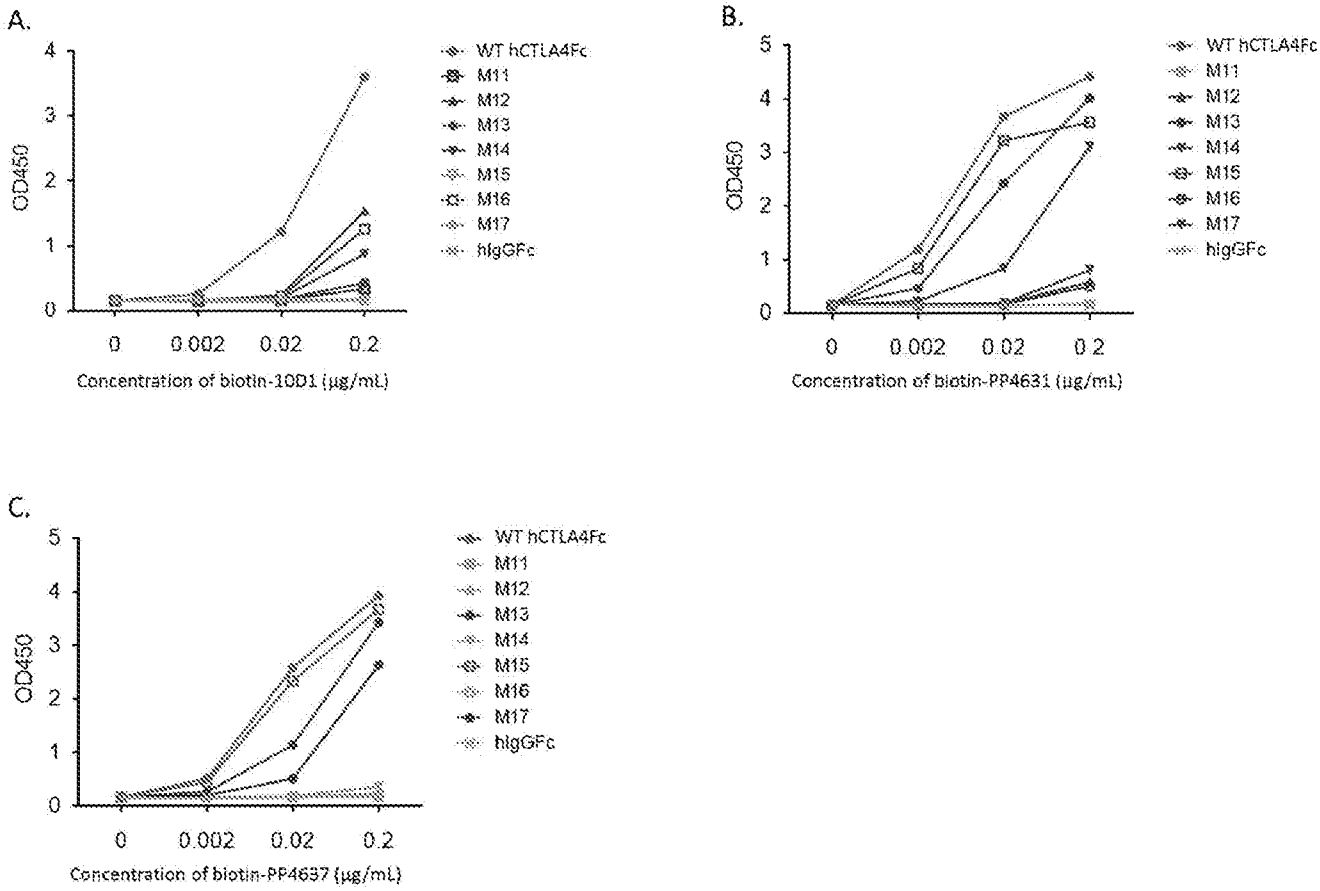 A.
4
3
2
1
0
OD450
0 0.002 0.02 0.2
Concentration of biotin-10D1 (µg/mL)
WT hCTLA4Fc
M11
M12
M13
M14
M15
M16
M17
hIgGFc
B.
5
4
3
2
1
0
OD450
0 0.002 0.02 0.2
Concentration of biotin-PP4631 (µg/mL)
WT hCTLA4Fc
M11
M12
M13
M14
M15
M16
M17
hIgGFc
C.
5
4
3
2
1
0
OD450
0 0.002 0.02 0.2
Concentration of biotin-PP4637 (µg/mL)
WT hCTLA4Fc
M11
M12
M13
M14
M15
M16
M17
hIgGFc